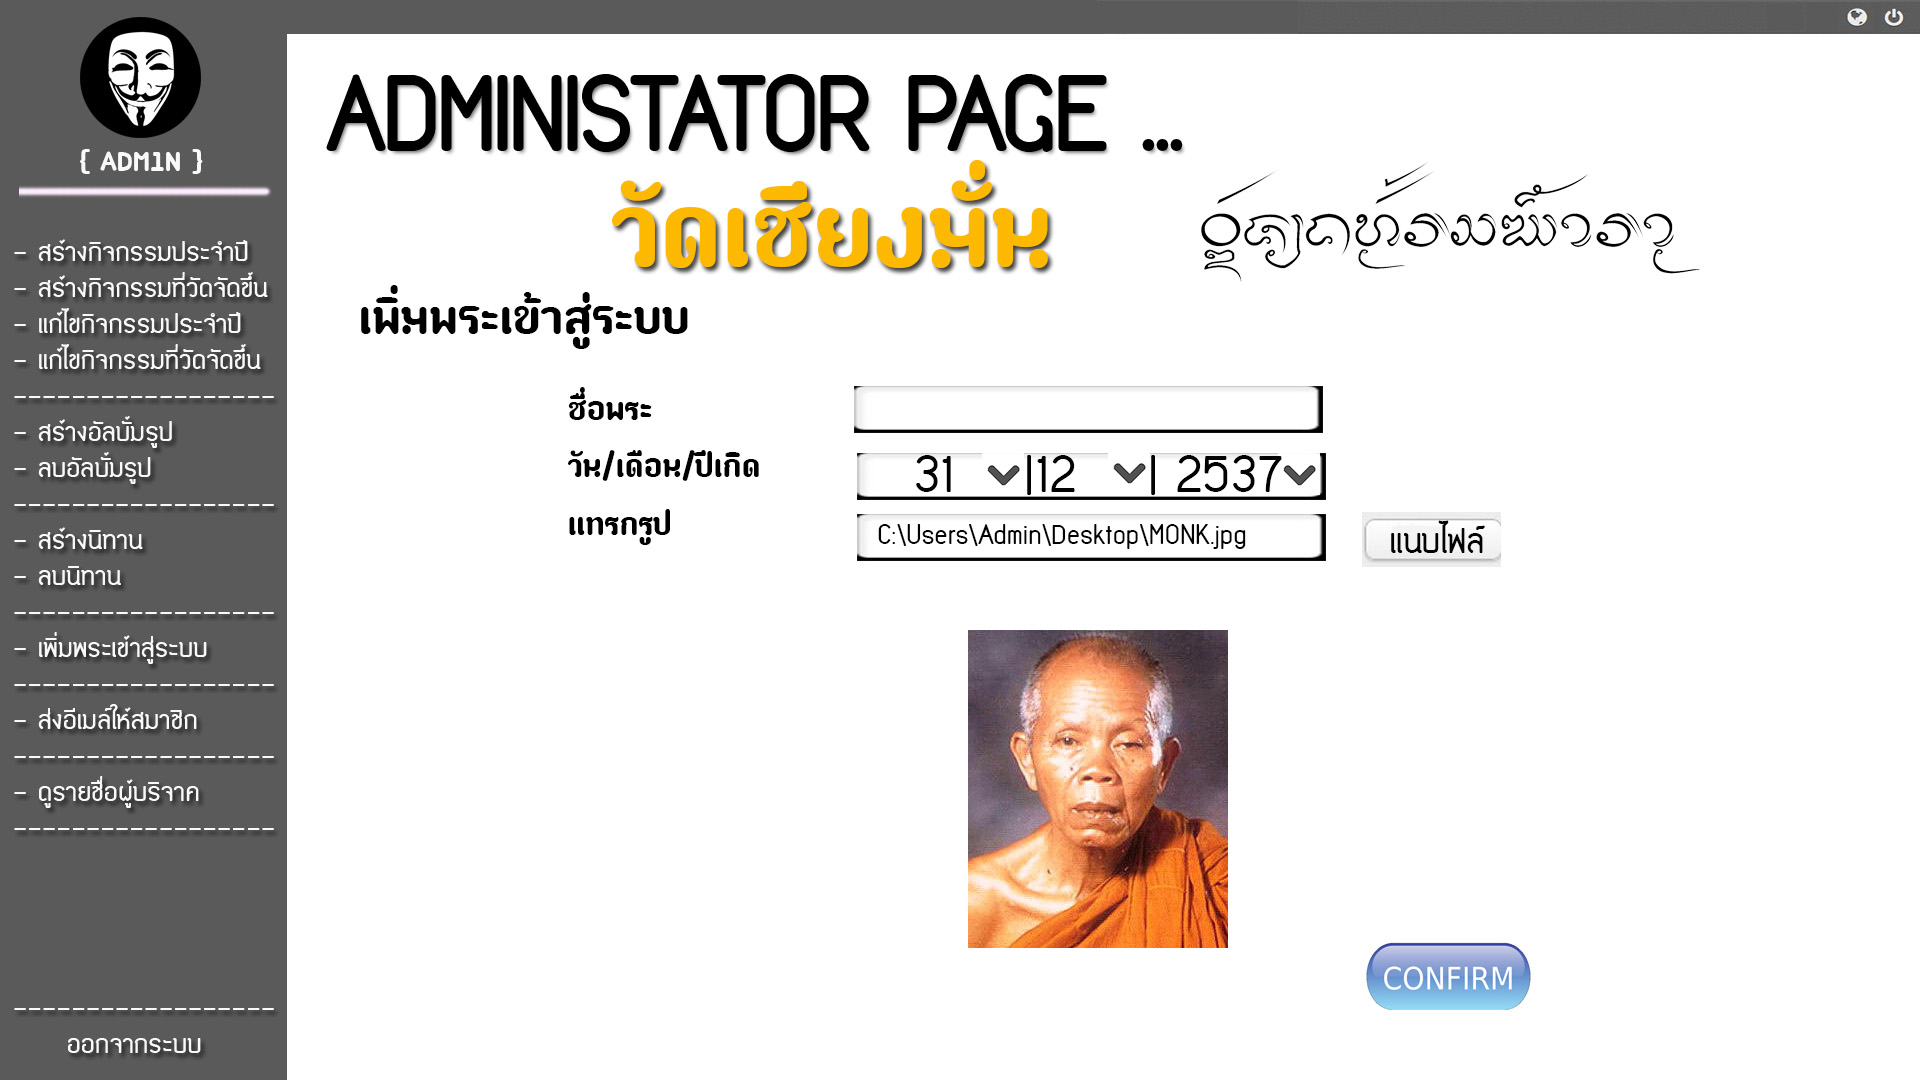 { ADM1N }
- สร้างกิจกรรมประจำปี
- สร้างกิจกรรมที่วัดจัดขึ้น
- แก้ไขกิจกรรมประจำปี
- แก้ไขกิจกรรมที่วัดจัดขึ้น
------------------
- สร้างอัลบั้มรูป
- ลบอัลบั้มรูป
------------------
- สร้างนิทาน
- ลบนิทาน
------------------
- เพิ่มพระเข้าสู่ระบบ
------------------
- ส่งอีเมล์ให้สมาชิก
------------------
- ดูรายชื่อผู้บริจาค
------------------
------------------
ออกจากระบบ
ADMINISTATOR PAGE ...
วัดเชียงมั่น
เพิ่มพระเข้าสู่ระบบ
ชื่อพระ
วัน/เดือน/ปีเกิด 31 |12 | 2537
แทรกรูป C:\Users\Admin\Desktop\MONK.jpg แนบไฟล์
CONFIRM